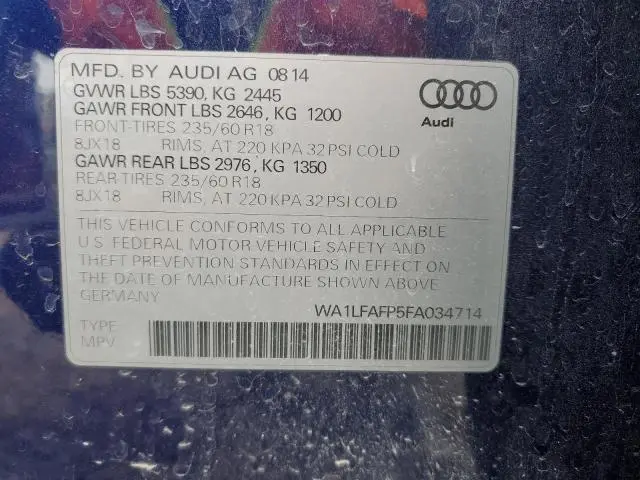 MFD. BY AUDI AG 08 14
GVWR LBS 5390, KG 2445
GAWR FRONT LBS 2646, KG 1200
FRONT-TIRES 235/60 R18
8JX18 RIMS, AT 220 KPA 32 PSI COLD
GAWR REAR LBS 2976, KG 1350
REAR-TIRES 235/60 R18
8JX18 RIMS, AT 220 KPA 32 PSI COLD
Audi
THIS VEHICLE CONFORMS TO ALL APPLICABLE
U.S. FEDERAL MOTOR VEHICLE SAFETY AND
THEFT PREVENTION STANDARDS IN EFFECT ON
THE DATE OF MANUFACTURE SHOWN ABOVE
GERMANY
WA1LFAFP5FA034714
TYPE
MPV